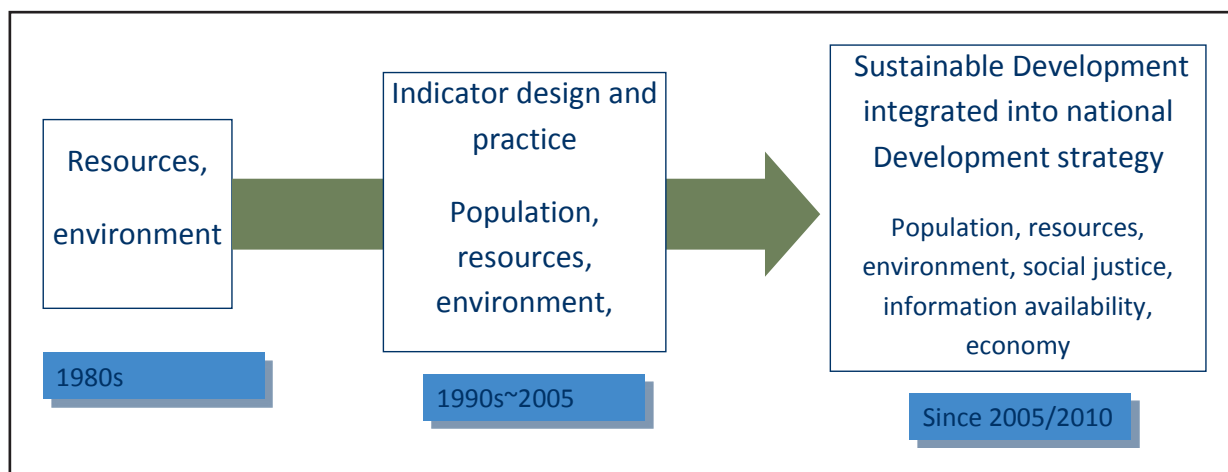 Resources,
environment
1980s
Indicator design and
practice
Population,
resources,
environment,
1990s~2005
Sustainable Development
integrated into national
Development strategy
Population, resources,
environment, social justice,
information availability,
economy
Since 2005/2010